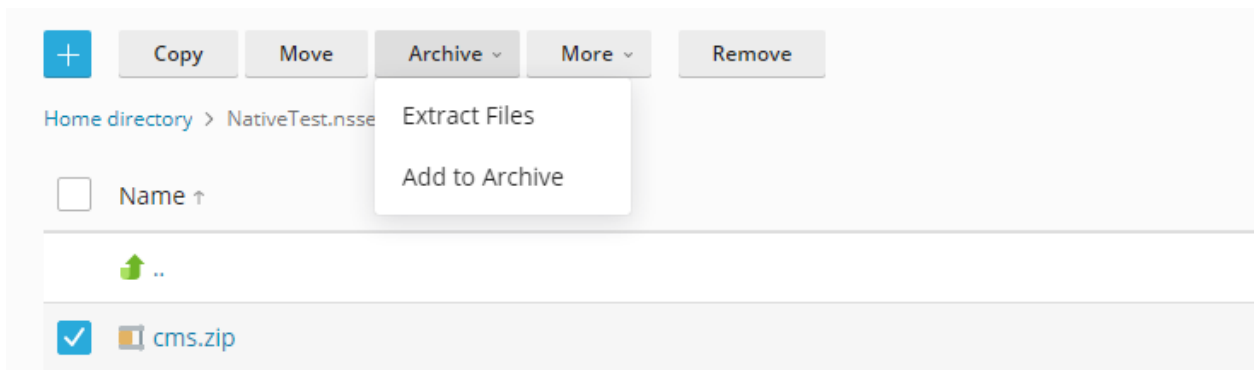 Copy Move Archive More Remove
Home directory > NativeTest.nsse
Extract Files
Add to Archive
Name ↑
..
cms.zip